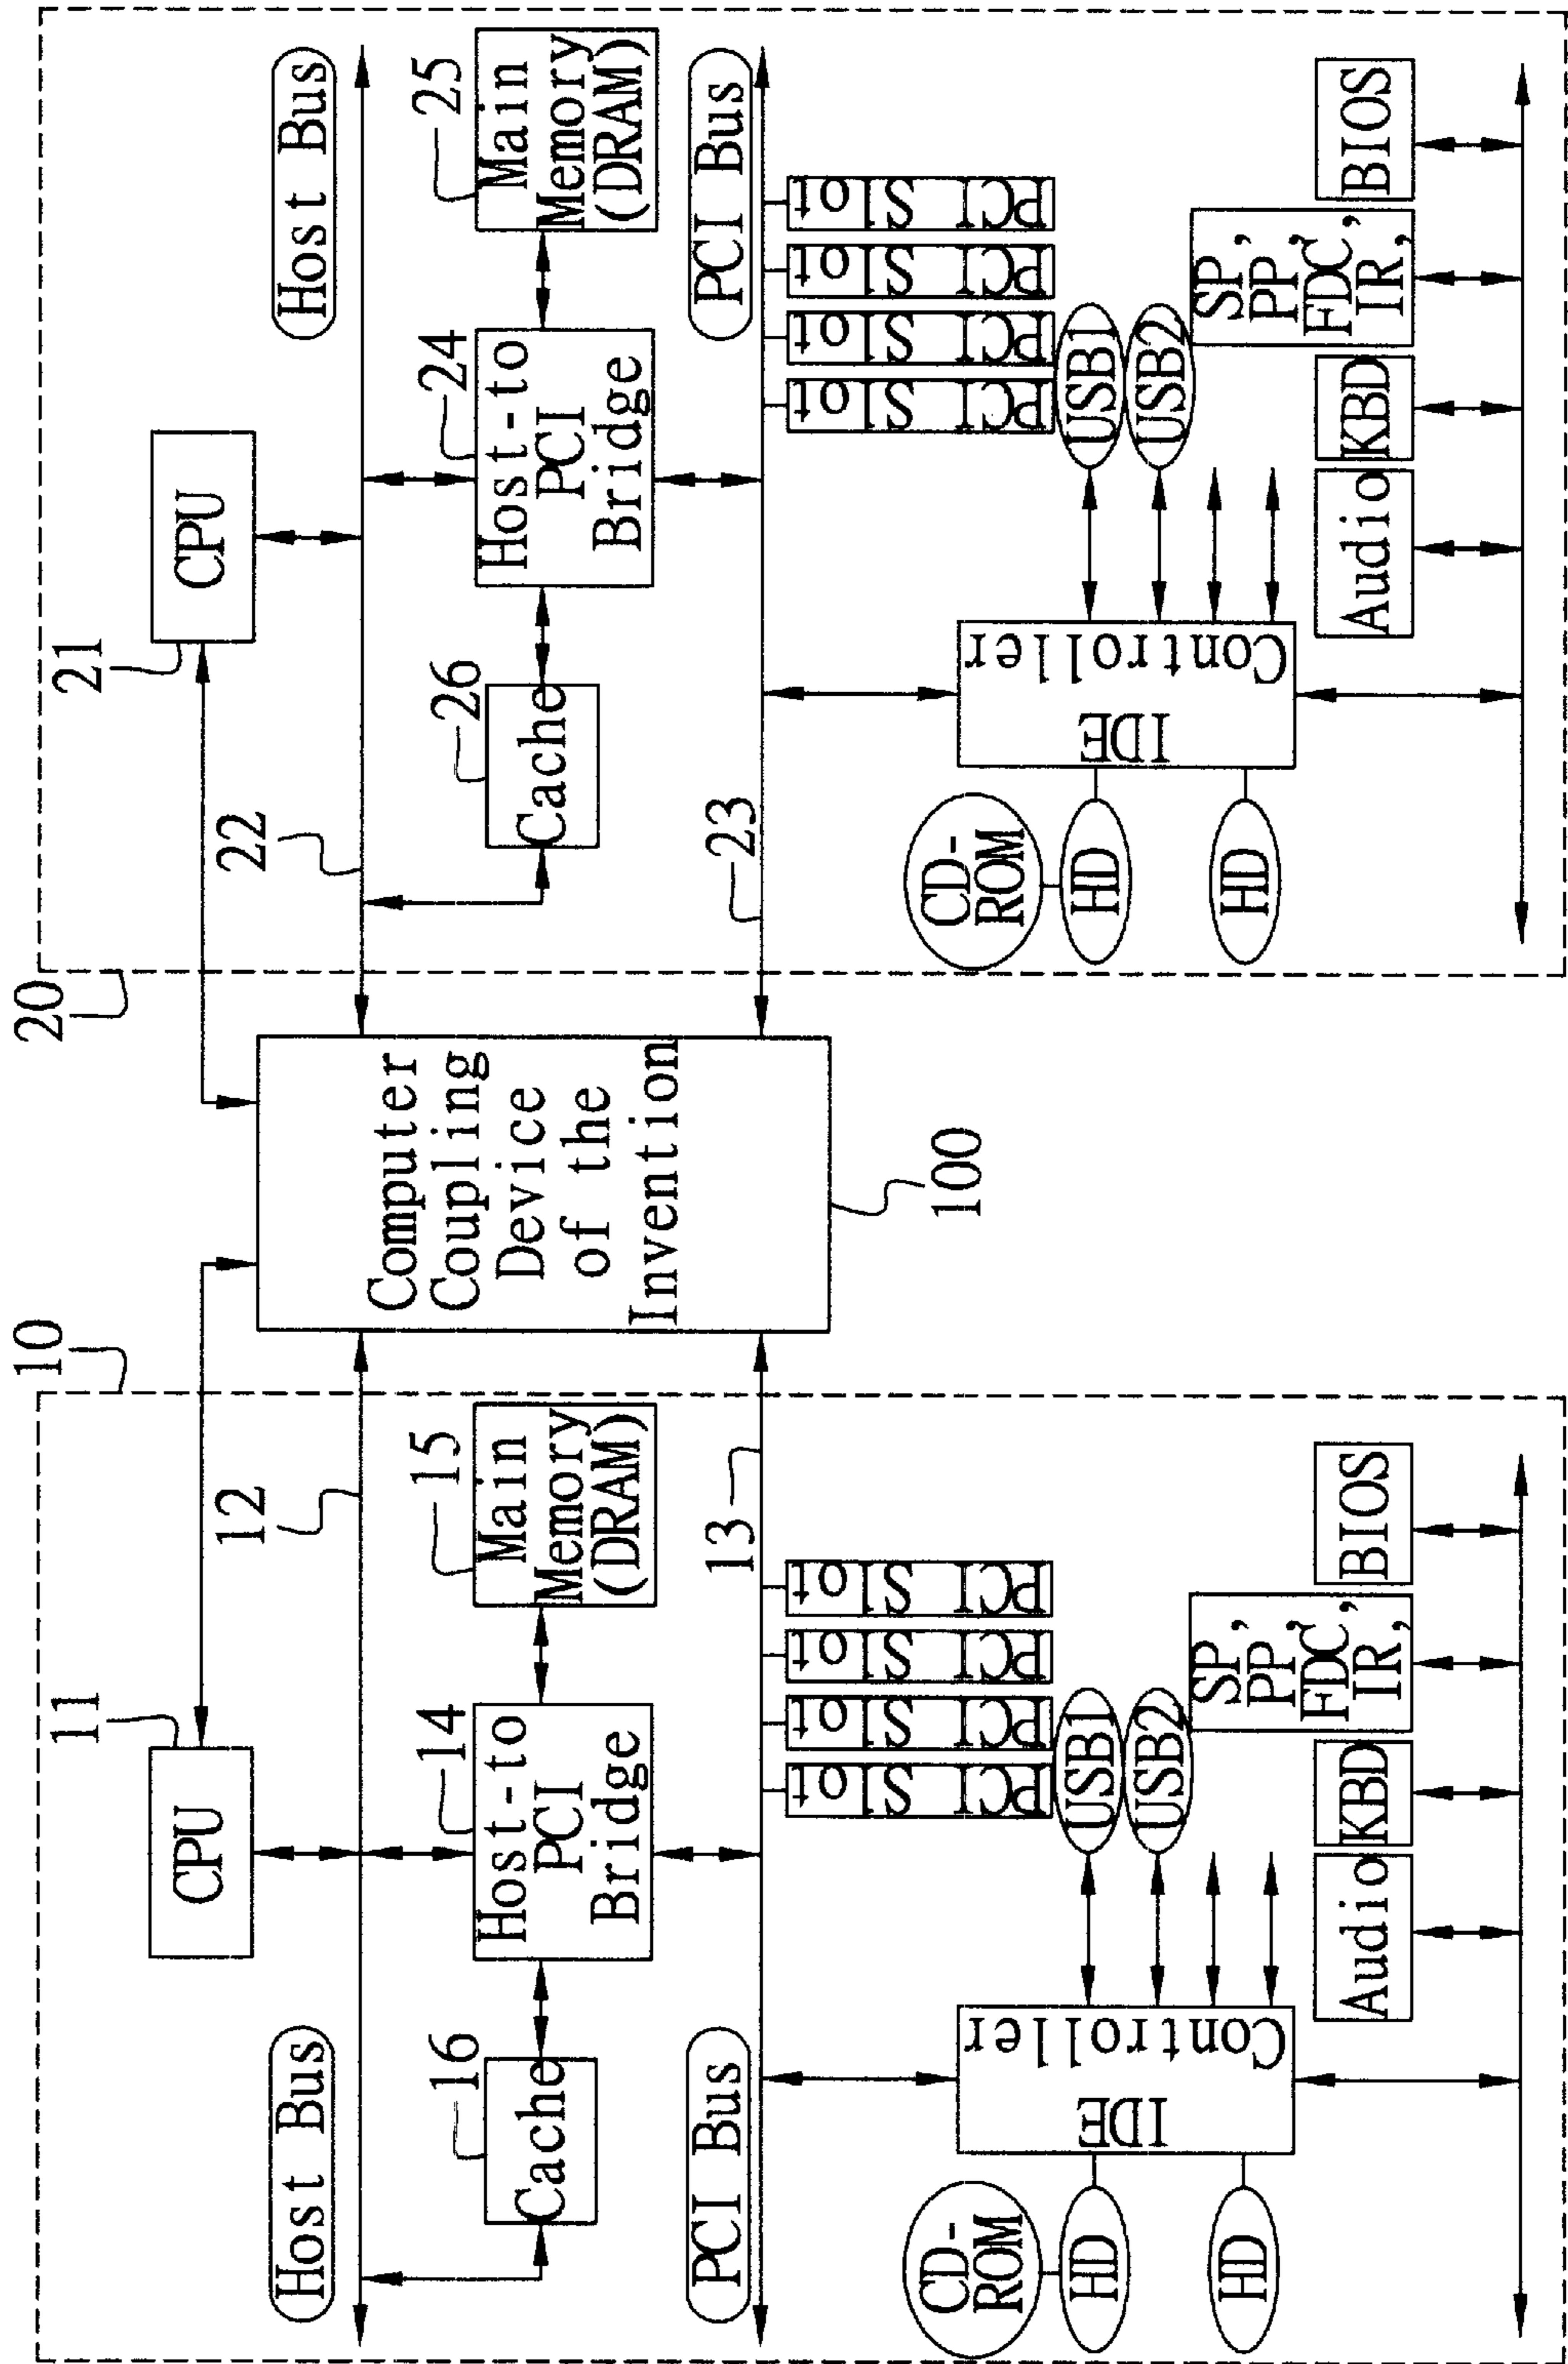 10
11
CPU
Host Bus
12
14
15
16
Cache
Host-to
PCI
Bridge
Main
Memory
(DRAM)
PCI Bus
13
PCI Slot
PCI Slot
PCI Slot
PCI Slot
CD-
ROM
HD
HD
IDE
Controller
USB1
USB2
SP,
PP,
FDC,
IR,
Audio
KBD
BIOS
Computer
Coupling
Device
of the
Invention
100
20
21
CPU
Host Bus
22
24
25
26
Cache
Host-to
PCI
Bridge
Main
Memory
(DRAM)
PCI Bus
23
PCI Slot
PCI Slot
PCI Slot
PCI Slot
CD-
ROM
HD
HD
IDE
Controller
USB1
USB2
SP,
PP,
FDC,
IR,
Audio
KBD
BIOS